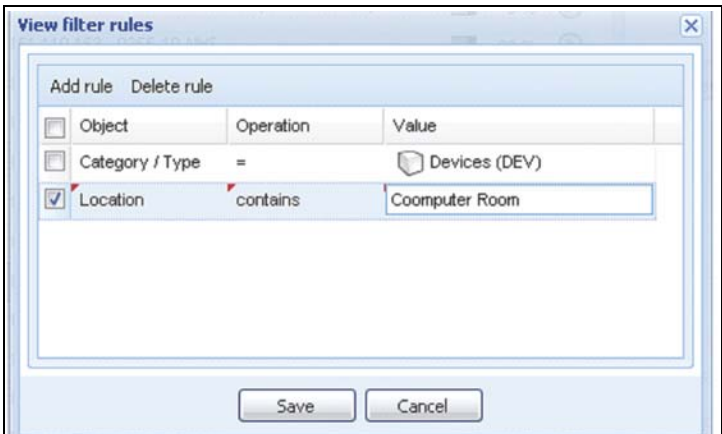 View filter rules
Add rule Delete rule
Object Operation Value
Category / Type = Devices (DEV)
Location contains Coomputer Room
Save Cancel